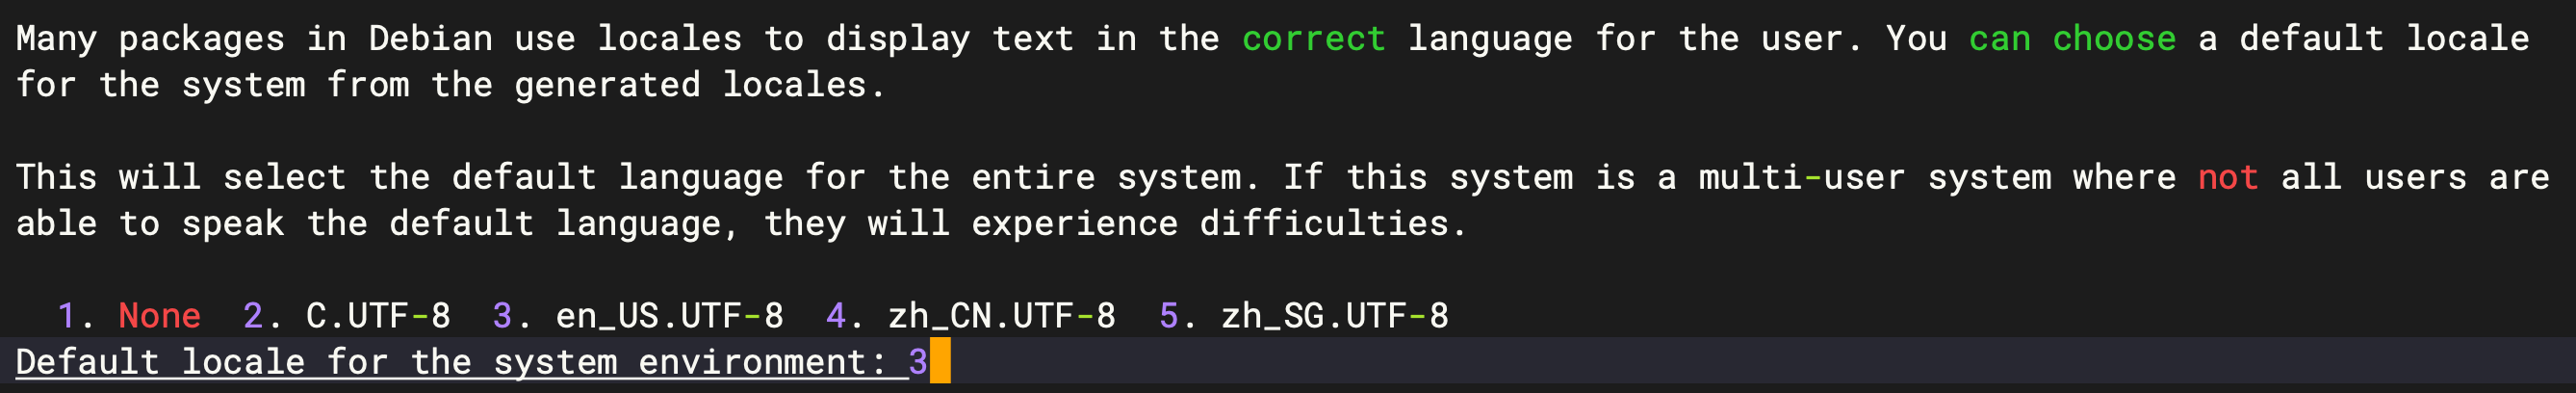 Many packages in Debian use locales to display text in the correct language for the user. You can choose a default locale
for the system from the generated locales.
This will select the default language for the entire system. If this system is a multi-user system where not all users are
able to speak the default language, they will experience difficulties.
1. None  2. C.UTF-8  3. en_US.UTF-8  4. zh_CN.UTF-8  5. zh_SG.UTF-8
Default locale for the system environment: 3